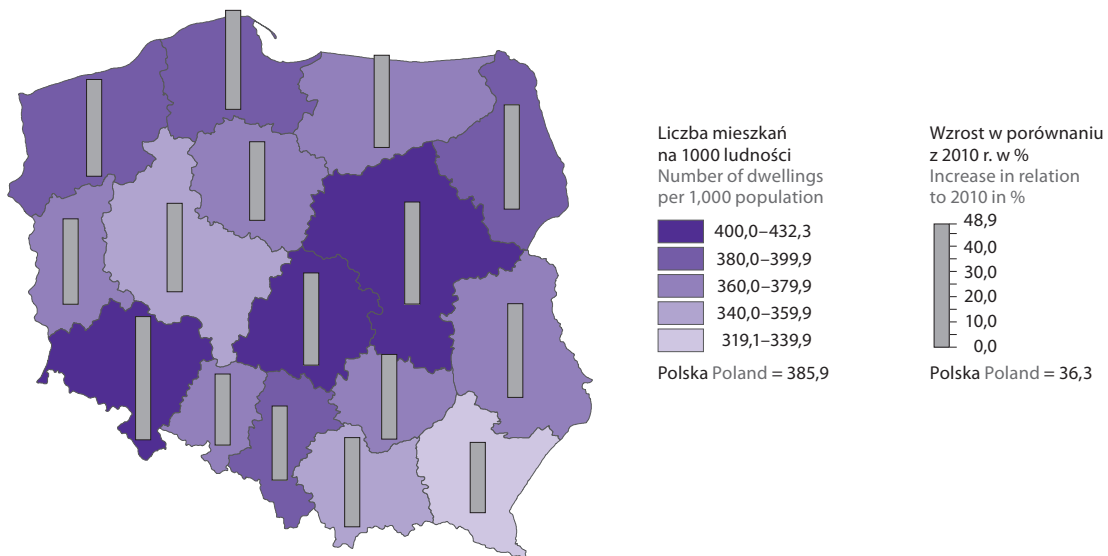 Liczba mieszkań
na 1000 ludności
Number of dwellings
per 1,000 population
400,0–432,3
380,0–399,9
360,0–379,9
340,0–359,9
319,1–339,9
Polska Poland = 385,9
Wzrost w porównaniu
z 2010 r. w %
Increase in relation
to 2010 in %
48,9
40,0
30,0
20,0
10,0
0,0
Polska Poland = 36,3